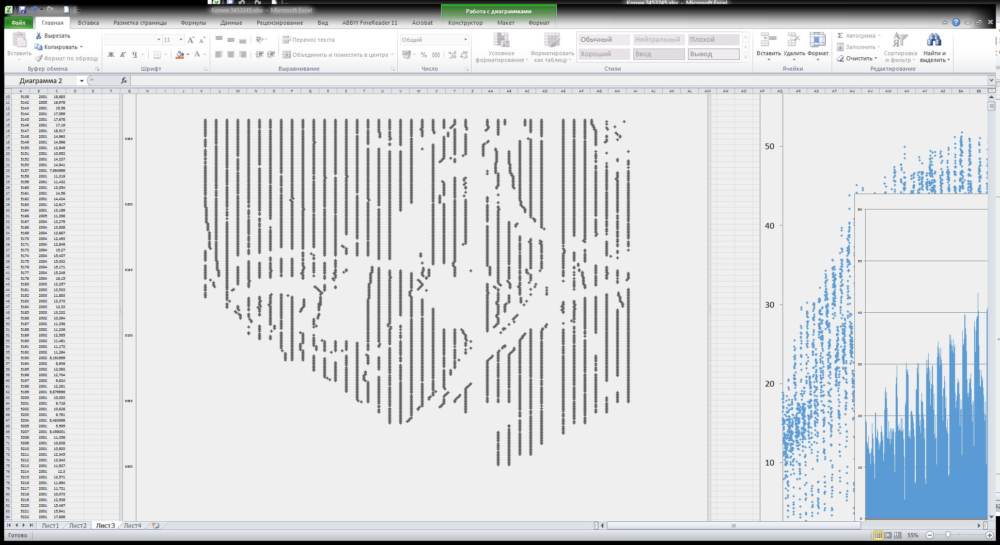 Копия 3453245.xlsx - Microsoft Excel
Копия 3453245.xlsx - Microsoft Excel
Работа с диаграммами
Файл Главная Вставка Разметка страницы Формулы Данные Рецензирование Вид ABBYY FineReader 11 Acrobat Конструктор Макет Формат
Вставить
Вырезать
Копировать
Формат по образцу
Буфер обмена
11
Ж К Ч
Шрифт
Перенос текста
Объединить и поместить в центре
Выравнивание
Общий
% 000
Число
Условное форматирование
Форматировать как таблицу
Обычный Нейтральный Плохой
Хороший Ввод Вывод
Стили
Вставить Удалить Формат
Ячейки
Σ Автосумма
Заполнить
Очистить
Сортировка и фильтр
Найти и выделить
Редактирование
Диаграмма 2
fx
A B C D E F G H I J K L M N O P Q R S T U V W X Y Z AA AB AC AD AE AF AG AH AI AJ AK AL AM AN AO AP AQ AR AS AT AU AV AW AX AY AZ BA BB
10 5138 2001 18,683
11 5142 2005 16,978
12 5143 2001 15,56
13 5144 2001 17,099
14 5145 2001 17,678
15 5146 2001 17,19
16 5147 2001 18,517
17 5148 2001 14,963
18 5149 2001 14,996
19 5150 2001 12,849
20 5151 2001 10,952
21 5152 2001 14,237
22 5153 2001 14,941
23 5157 2001 7,984999
24 5158 2001 11,219
25 5159 2001 11,432
26 5160 2001 13,054
27 5161 2001 14,56
28 5162 2001 14,434
29 5163 2001 12,617
30 5164 2001 13,199
31 5166 2005 11,398
32 5167 2004 13,279
33 5168 2004 13,808
34 5169 2004 13,667
35 5170 2004 12,493
36 5171 2004 12,849
37 5173 2004 15,27
38 5174 2004 15,407
39 5175 2004 15,032
40 5176 2004 15,171
41 5177 2004 15,249
42 5178 2004 16,15
43 5180 2003 13,257
44 5181 2003 13,533
45 5182 2003 11,883
46 5183 2003 13,373
47 5184 2003 12,33
48 5185 2003 13,232
49 5186 2002 10,394
50 5187 2002 11,256
51 5188 2002 11,236
52 5189 2002 12,585
53 5190 2002 11,481
54 5191 2002 11,172
55 5192 2002 11,284
56 5193 2002 8,191999
57 5194 2002 8,936
58 5195 2002 12,092
59 5196 2002 12,704
60 5197 2002 9,824
61 5198 2001 12,281
62 5199 2001 9,879999
63 5200 2001 10,053
64 5201 2001 9,718
65 5202 2001 10,626
66 5203 2001 6,781
67 5204 2001 8,483999
68 5205 2001 5,595
69 5207 2001 8,458001
70 5208 2001 11,356
71 5209 2001 10,838
72 5210 2001 10,803
73 5211 2001 12,345
74 5212 2001 13,043
75 5213 2001 11,927
76 5214 2001 12,3
77 5215 2001 13,571
78 5216 2001 11,694
79 5217 2001 11,721
80 5218 2001 10,073
81 5219 2001 12,538
82 5220 2001 15,467
83 5221 2001 15,941
84 5222 2001 17,868
5250
5200
5150
5100
5050
5000
50
40
30
20
10
60
50
40
30
20
10
0
Лист1 Лист2 Лист3 Лист4
Готово
55%